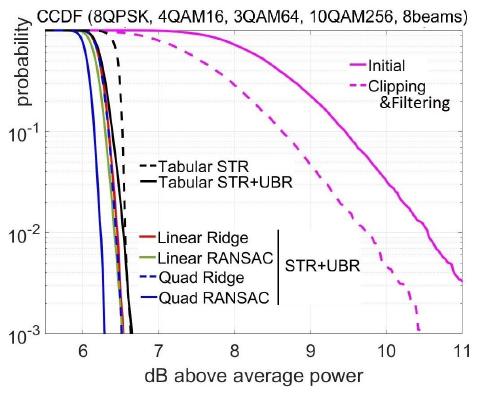 CCDF (8QPSK, 4QAM16, 3QAM64, 10QAM256, 8beams)
probability
Initial
Clipping
&Filtering
10^-1
Tabular STR
Tabular STR+UBR
10^-2
Linear Ridge
Linear RANSAC
Quad Ridge
Quad RANSAC
STR+UBR
10^-3
6 7 8 9 10 11
dB above average power